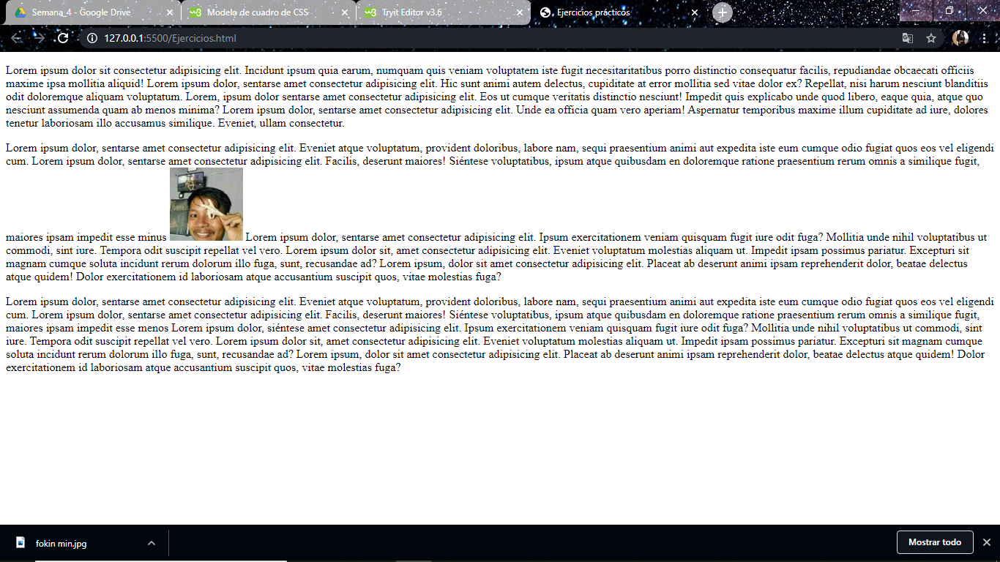 Semana_4 - Google Drive
Modelo de cuadro de CSS
Tryit Editor v3.6
Ejercicios prácticos
127.0.0.1:5500/Ejercicios.html
Lorem ipsum dolor sit consectetur adipisicing elit. Incidunt ipsum quia earum, numquam quis veniam voluptatem iste fugit necesitaritatibus porro distinctio consequatur facilis, repudiandae obcaecati officiis
maxime ipsa mollitia aliquid! Lorem ipsum dolor, sentarse amet consectetur adipisicing elit. Hic sunt animi autem delectus, cupiditate at error mollitia sed vitae dolor ex? Repellat, nisi harum nesciunt blanditiis
odit doloremque aliquam voluptatum. Lorem, ipsum dolor sentarse amet consectetur adipisicing elit. Eos ut cumque veritatis distinctio nesciunt! Impedit quis explicabo unde quod libero, eaque quia, atque quo
nesciunt assumenda quam ab menos minima? Lorem ipsum dolor, sentarse amet consectetur adipisicing elit. Unde ea officia quam vero aperiam! Aspernatur temporibus maxime illum cupiditate ad iure, dolores
tenetur laboriosam illo accusamus similique. Eveniet, ullam consectetur.
Lorem ipsum dolor, sentarse amet consectetur adipisicing elit. Eveniet atque voluptatum, provident doloribus, labore nam, sequi praesentium animi aut expedita iste eum cumque odio fugiat quos eos vel eligendi
cum. Lorem ipsum dolor, sentarse amet consectetur adipisicing elit. Facilis, deserunt maiores! Siéntese voluptatibus, ipsum atque quibusdam en doloremque ratione praesentium rerum omnis a similique fugit,
maiores ipsam impedit esse minus Lorem ipsum dolor, sentarse amet consectetur adipisicing elit. Ipsum exercitationem veniam quisquam fugit iure odit fuga? Mollitia unde nihil voluptatibus ut
commodi, sint iure. Tempora odit suscipit repellat vel vero. Lorem ipsum dolor sit, amet consectetur adipisicing elit. Eveniet voluptatum molestias aliquam ut. Impedit ipsam possimus pariatur. Excepturi sit
magnam cumque soluta incidunt rerum dolorum illo fuga, sunt, recusandae ad? Lorem ipsum, dolor sit amet consectetur adipisicing elit. Placeat ab deserunt animi ipsam reprehenderit dolor, beatae delectus
atque quidem! Dolor exercitationem id laboriosam atque accusantium suscipit quos, vitae molestias fuga?
Lorem ipsum dolor, sentarse amet consectetur adipisicing elit. Eveniet atque voluptatum, provident doloribus, labore nam, sequi praesentium animi aut expedita iste eum cumque odio fugiat quos eos vel eligendi
cum. Lorem ipsum dolor, sentarse amet consectetur adipisicing elit. Facilis, deserunt maiores! Siéntese voluptatibus, ipsum atque quibusdam en doloremque ratione praesentium rerum omnis a similique fugit,
maiores ipsam impedit esse menos Lorem ipsum dolor, siéntese amet consectetur adipisicing elit. Ipsum exercitationem veniam quisquam fugit iure odit fuga? Mollitia unde nihil voluptatibus ut commodi, sint
iure. Tempora odit suscipit repellat vel vero. Lorem ipsum dolor sit, amet consectetur adipisicing elit. Eveniet voluptatum molestias aliquam ut. Impedit ipsam possimus pariatur. Excepturi sit magnam cumque
soluta incidunt rerum dolorum illo fuga, sunt, recusandae ad? Lorem ipsum, dolor sit amet consectetur adipisicing elit. Placeat ab deserunt animi ipsam reprehenderit dolor, beatae delectus atque quidem! Dolor
exercitationem id laboriosam atque accusantium suscipit quos, vitae molestias fuga?
fokin min.jpg
Mostrar todo